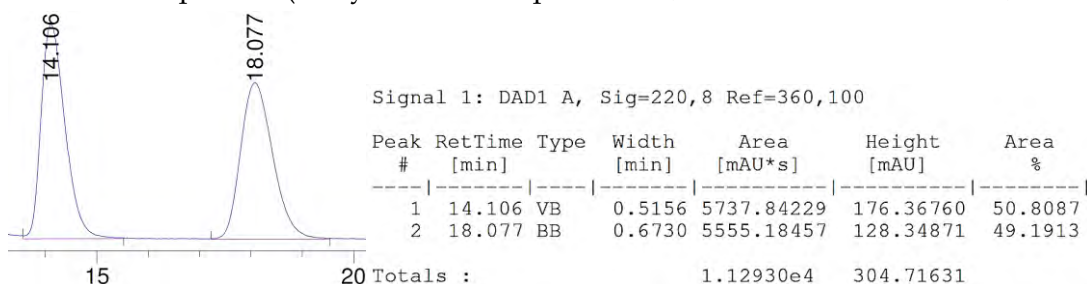 14.106
18.077
15
20
Signal 1: DAD1 A, Sig=220,8 Ref=360,100
Peak RetTime Type Width Area Height Area
# [min] [min] [mAU*s] [mAU] %
----|-------|----|-------|----------|----------|--------|
1 14.106 VB 0.5156 5737.84229 176.36760 50.8087
2 18.077 BB 0.6730 5555.18457 128.34871 49.1913
Totals : 1.12930e4 304.71631